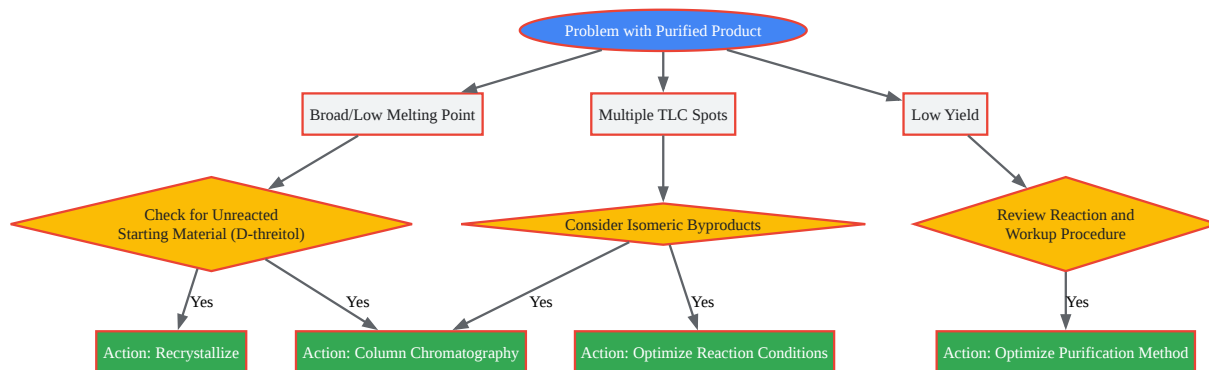 Problem with Purified Product
Broad/Low Melting Point
Multiple TLC Spots
Low Yield
Check for Unreacted
Starting Material (D-threitol)
Consider Isomeric Byproducts
Review Reaction and
Workup Procedure
Yes
Yes
Yes
Yes
Yes
Action: Recrystallize
Action: Column Chromatography
Action: Optimize Reaction Conditions
Action: Optimize Purification Method